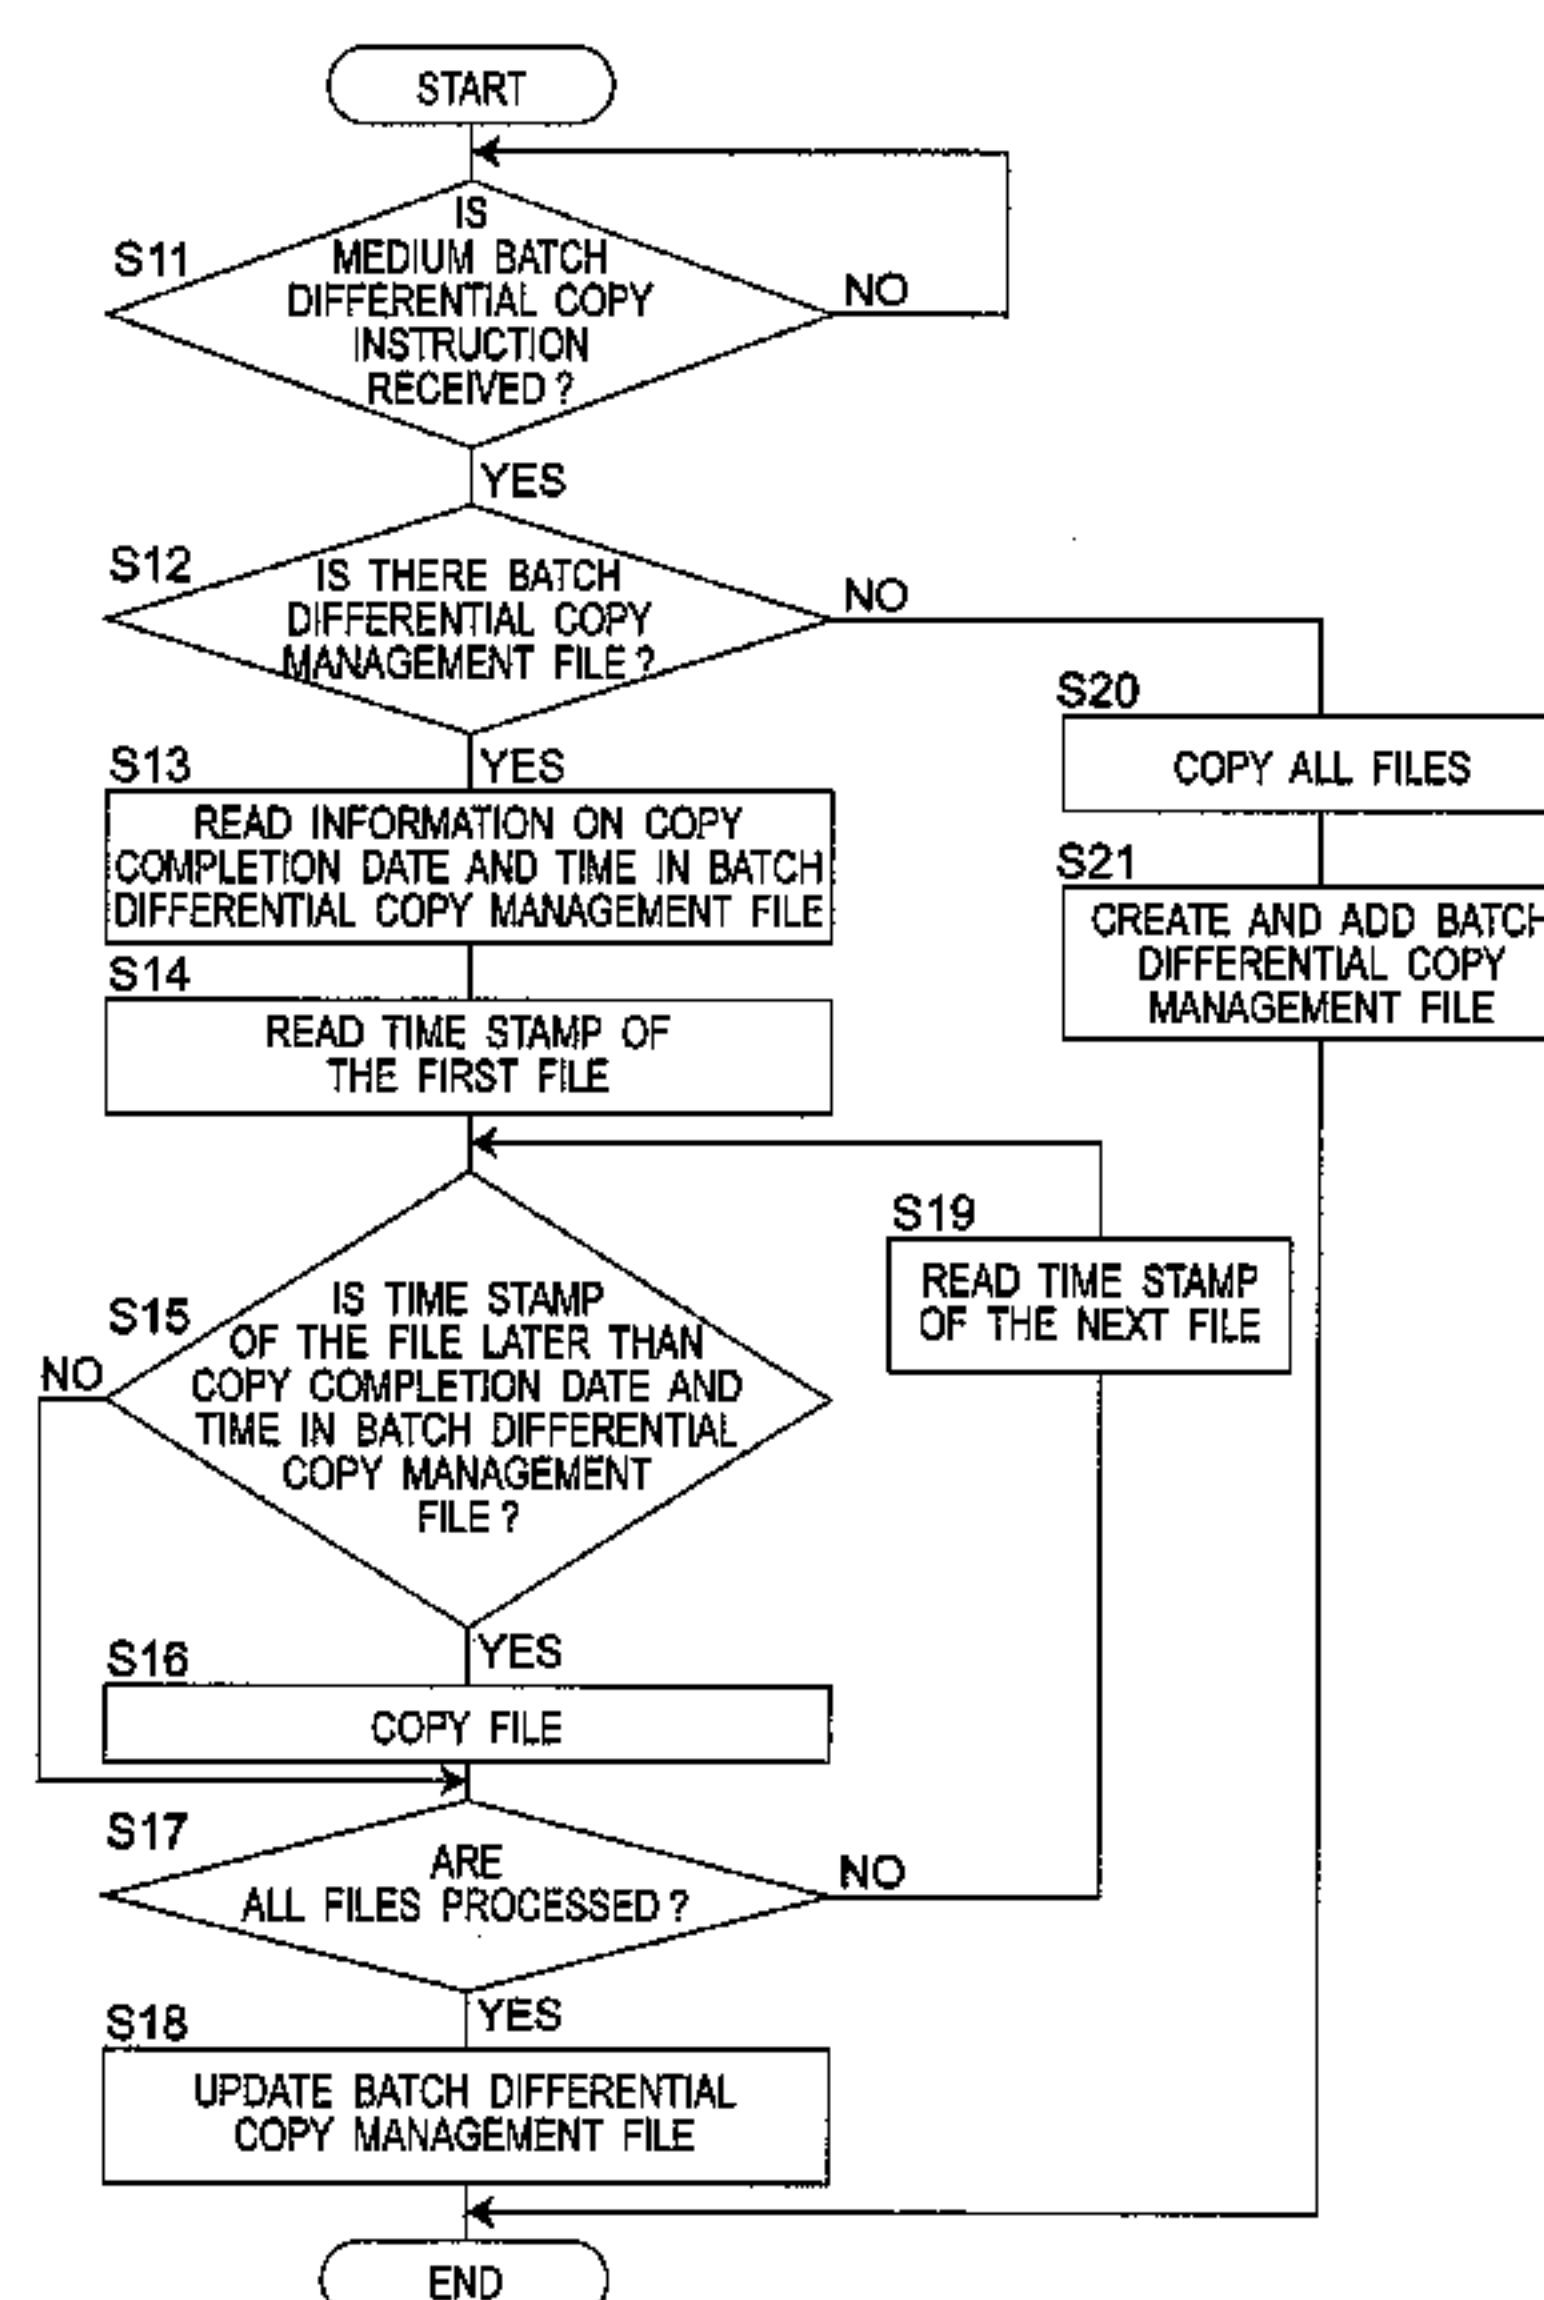 START
S11
IS
MEDIUM BATCH
DIFFERENTIAL COPY
INSTRUCTION
RECEIVED?
NO
YES
S12
IS THERE BATCH
DIFFERENTIAL COPY
MANAGEMENT FILE?
NO
YES
S20
COPY ALL FILES
S21
CREATE AND ADD BATCH
DIFFERENTIAL COPY
MANAGEMENT FILE
S13
READ INFORMATION ON COPY
COMPLETION DATE AND TIME IN BATCH
DIFFERENTIAL COPY MANAGEMENT FILE
S14
READ TIME STAMP OF
THE FIRST FILE
S19
READ TIME STAMP
OF THE NEXT FILE
S15
IS TIME STAMP
OF THE FILE LATER THAN
COPY COMPLETION DATE AND
TIME IN BATCH DIFFERENTIAL
COPY MANAGEMENT
FILE?
NO
YES
S16
COPY FILE
S17
ARE
ALL FILES PROCESSED?
NO
YES
S18
UPDATE BATCH DIFFERENTIAL
COPY MANAGEMENT FILE
END